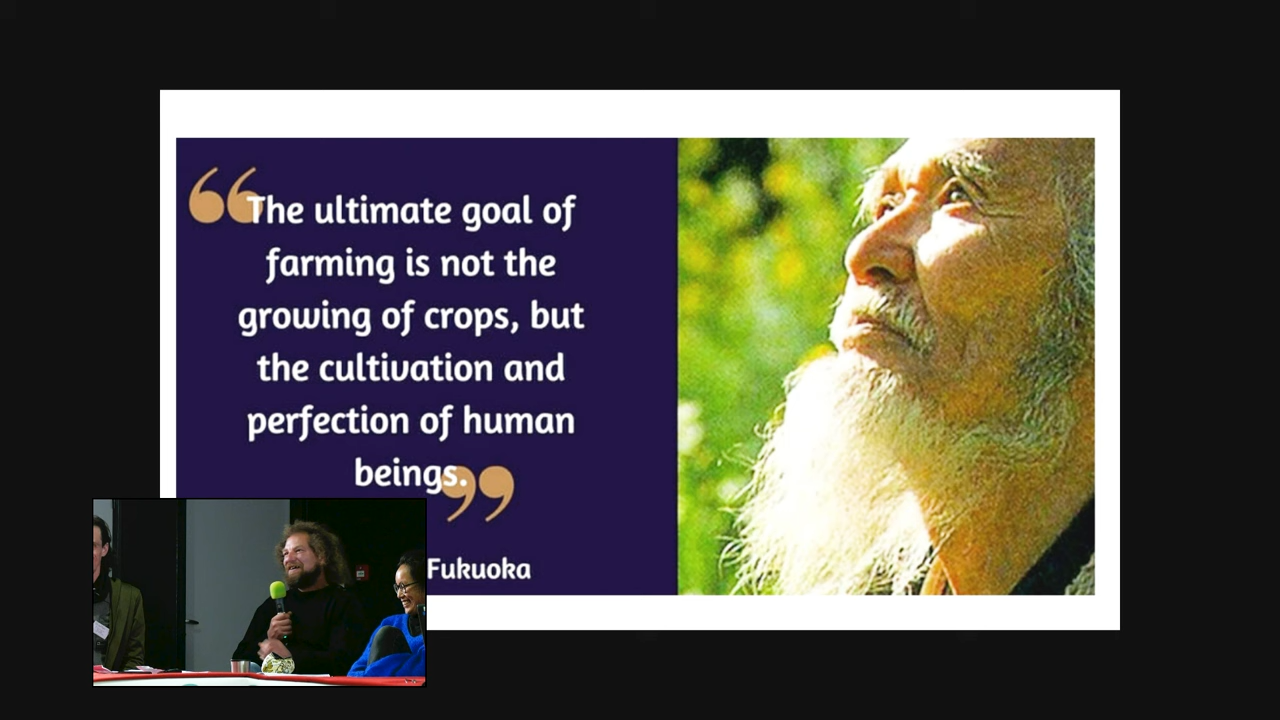 “The ultimate goal of
farming is not the
growing of crops, but
the cultivation and
perfection of human
beings.”
Fukuoka